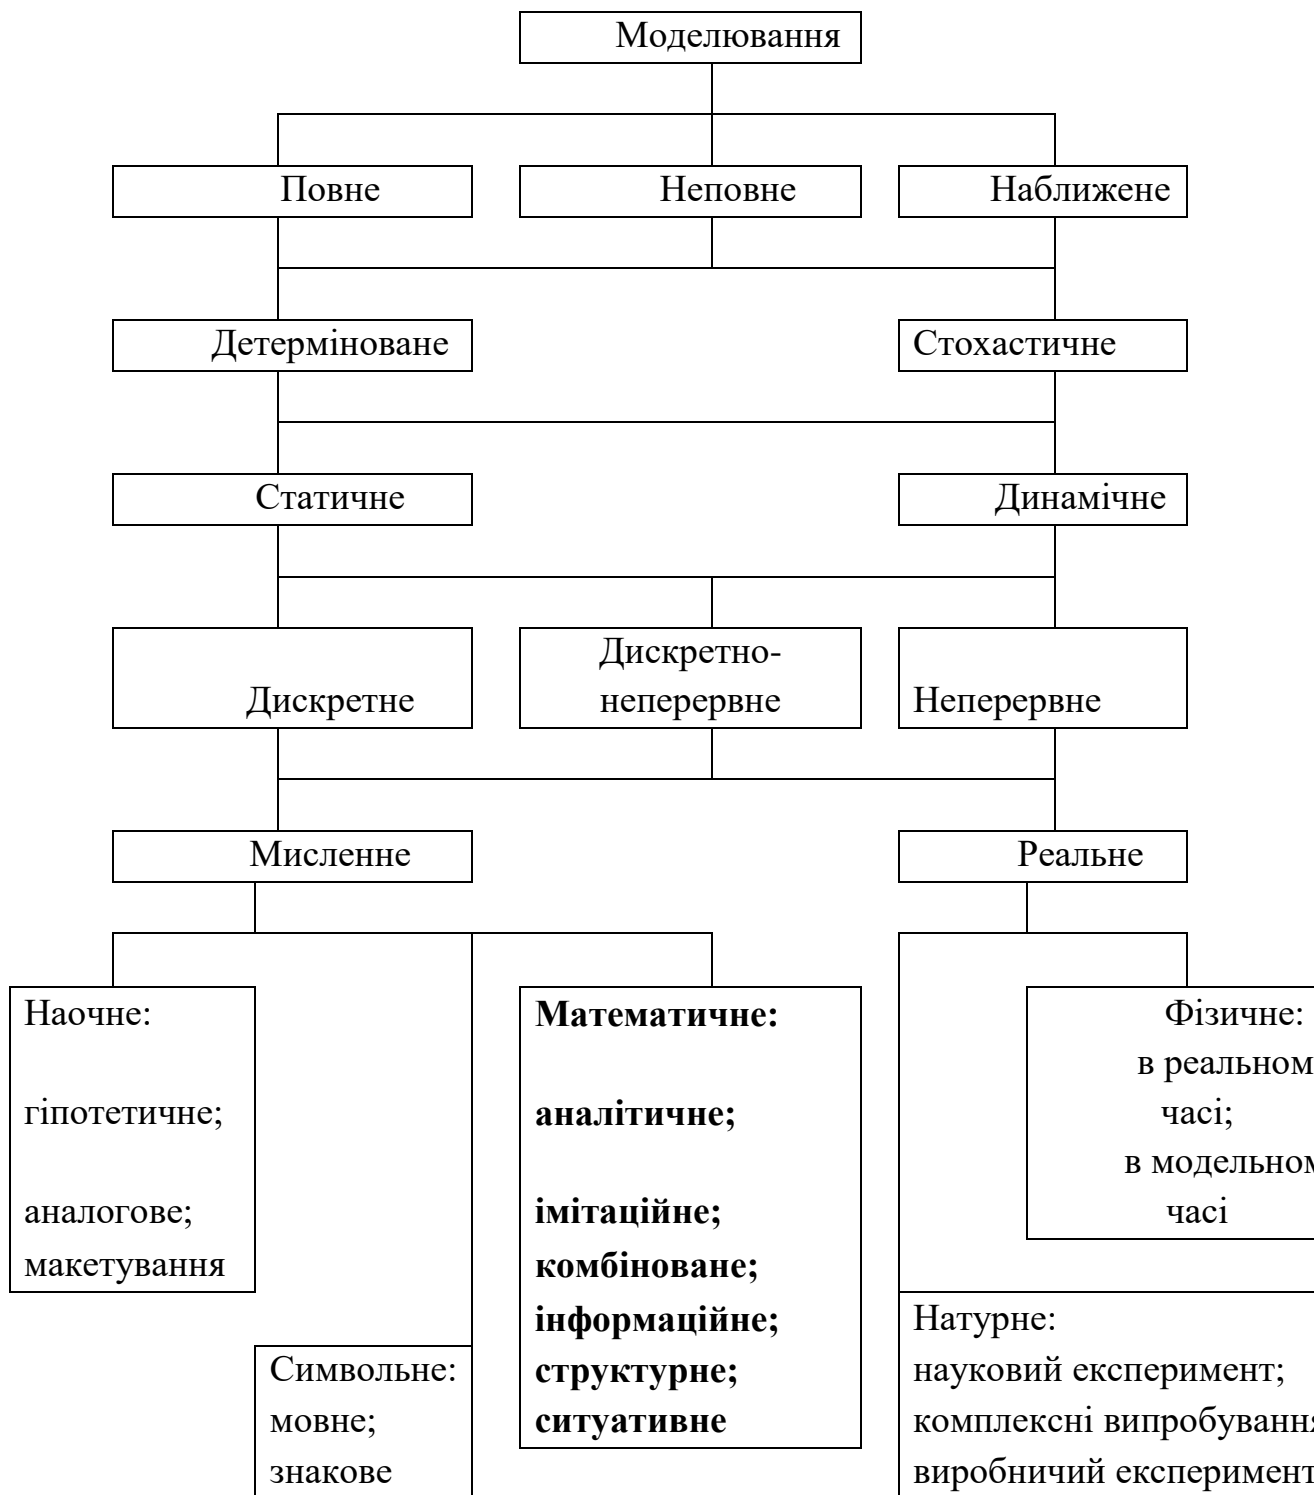 Моделювання
Повне
Неповне
Наближене
Детерміноване
Стохастичне
Статичне
Динамічне
Дискретне
Дискретно-
неперервне
Неперервне
Мисленне
Реальне
Наочне:
гіпотетичне;
аналогове;
макетування
Символьне:
мовне;
знакове
Математичне:
аналітичне;
імітаційне;
комбіноване;
інформаційне;
структурне;
ситуативне
Фізичне:
в реальном
часі;
в модельном
часі
Натурне:
науковий експеримент;
комплексні випробування
виробничий експеримент